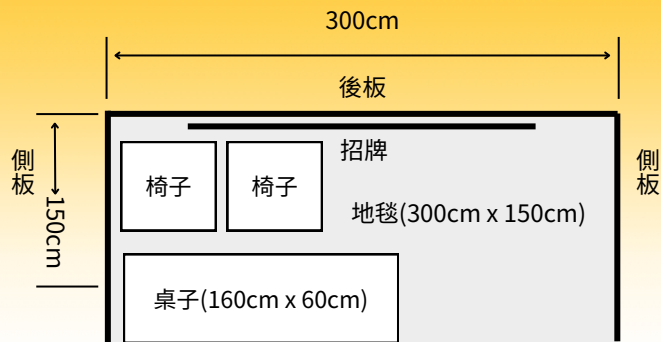 300cm
後板
側板
側板
招牌
椅子
椅子
150cm
地毯(300cm x 150cm)
桌子(160cm x 60cm)